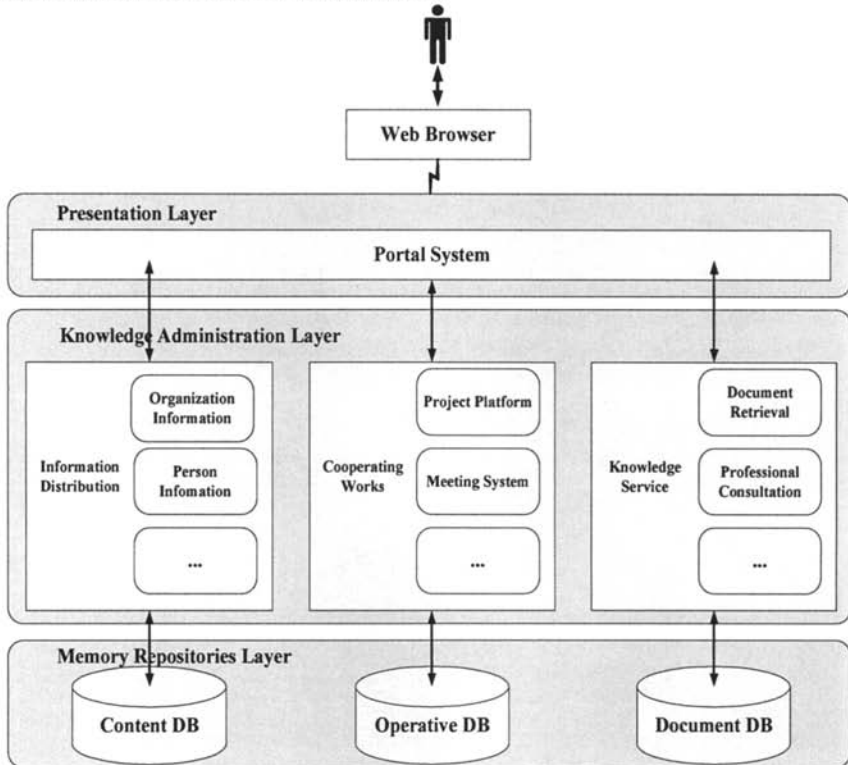 Web Browser
Presentation Layer
Portal System
Knowledge Administration Layer
Information
Distribution
Organization
Information
Person
Infomation
...
Cooperating
Works
Project Platform
Meeting System
...
Knowledge
Service
Document
Retrieval
Professional
Consultation
...
Memory Repositories Layer
Content DB
Operative DB
Document DB